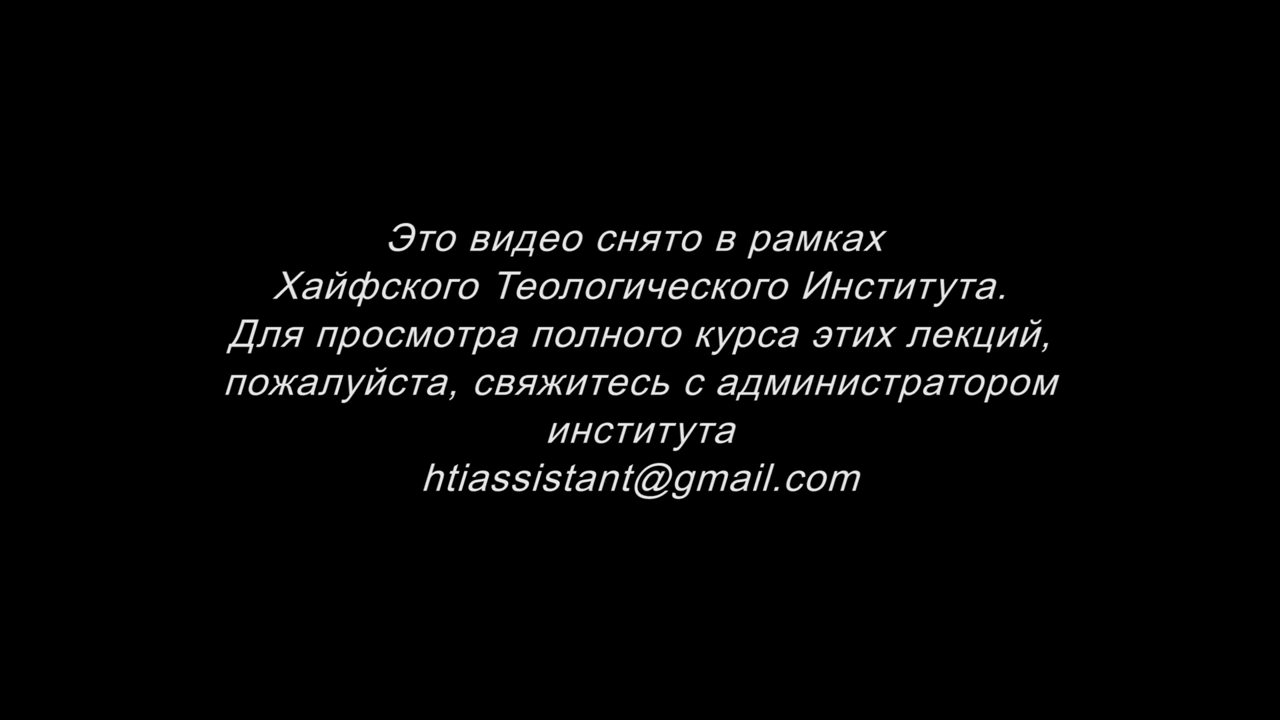 Это видео снято в рамках
Хайфского Теологического Института.
Для просмотра полного курса этих лекций,
пожалуйста, свяжитесь с администратором
института
htiassistant@gmail.com